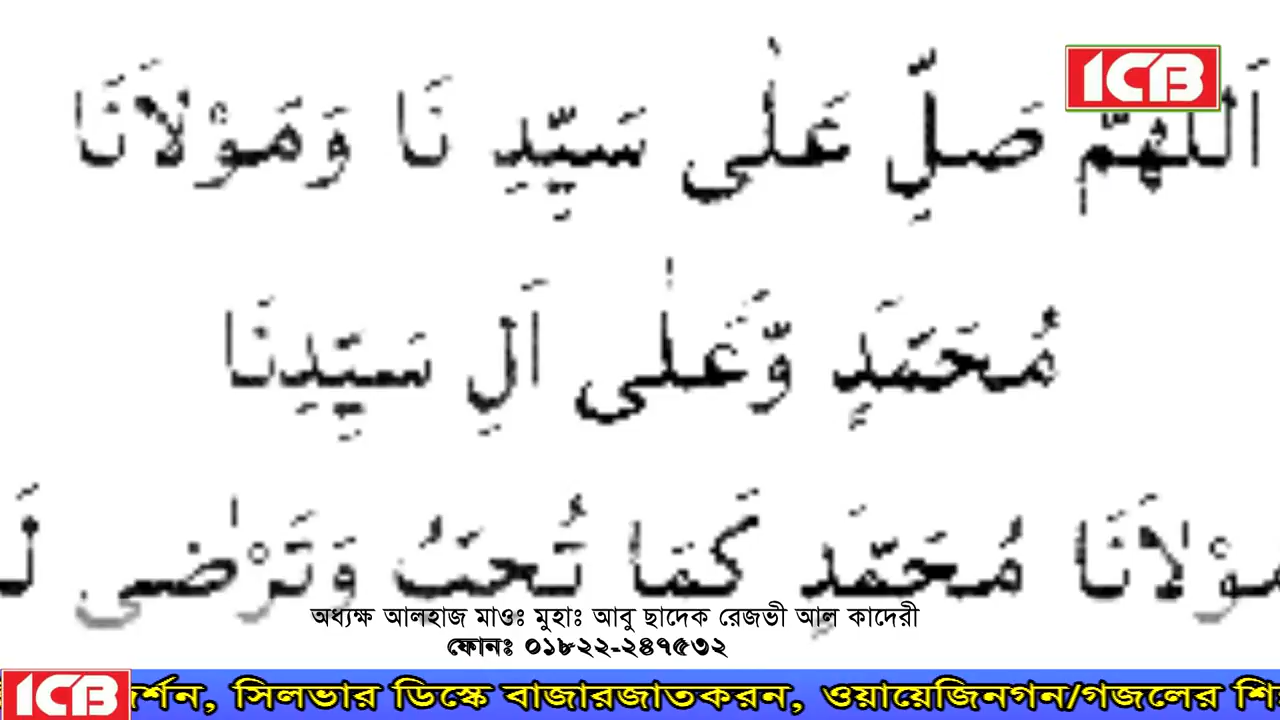 ICB
اَللّٰهُمَّ صَلِّ عَلٰى سَيِّدِ نَا وَمَوْلَانَا
مُحَمَّدٍ وَّعَلٰى اٰلِ سَيِّدِنَا
مَوْلَانَا مُحَمَّدٍ كَمَا تُحِبُّ وَتَرْضٰى
অধ্যক্ষ আলহাজ মাওঃ মুহাঃ আবু ছাদেক রেজভী আল কাদেরী
ফোনঃ ০১৮২২-২৪৭৫৩২
ICB সিলভার ডিস্কে বাজারজাতকরন, ওয়ায়েজিনগন/গজলের